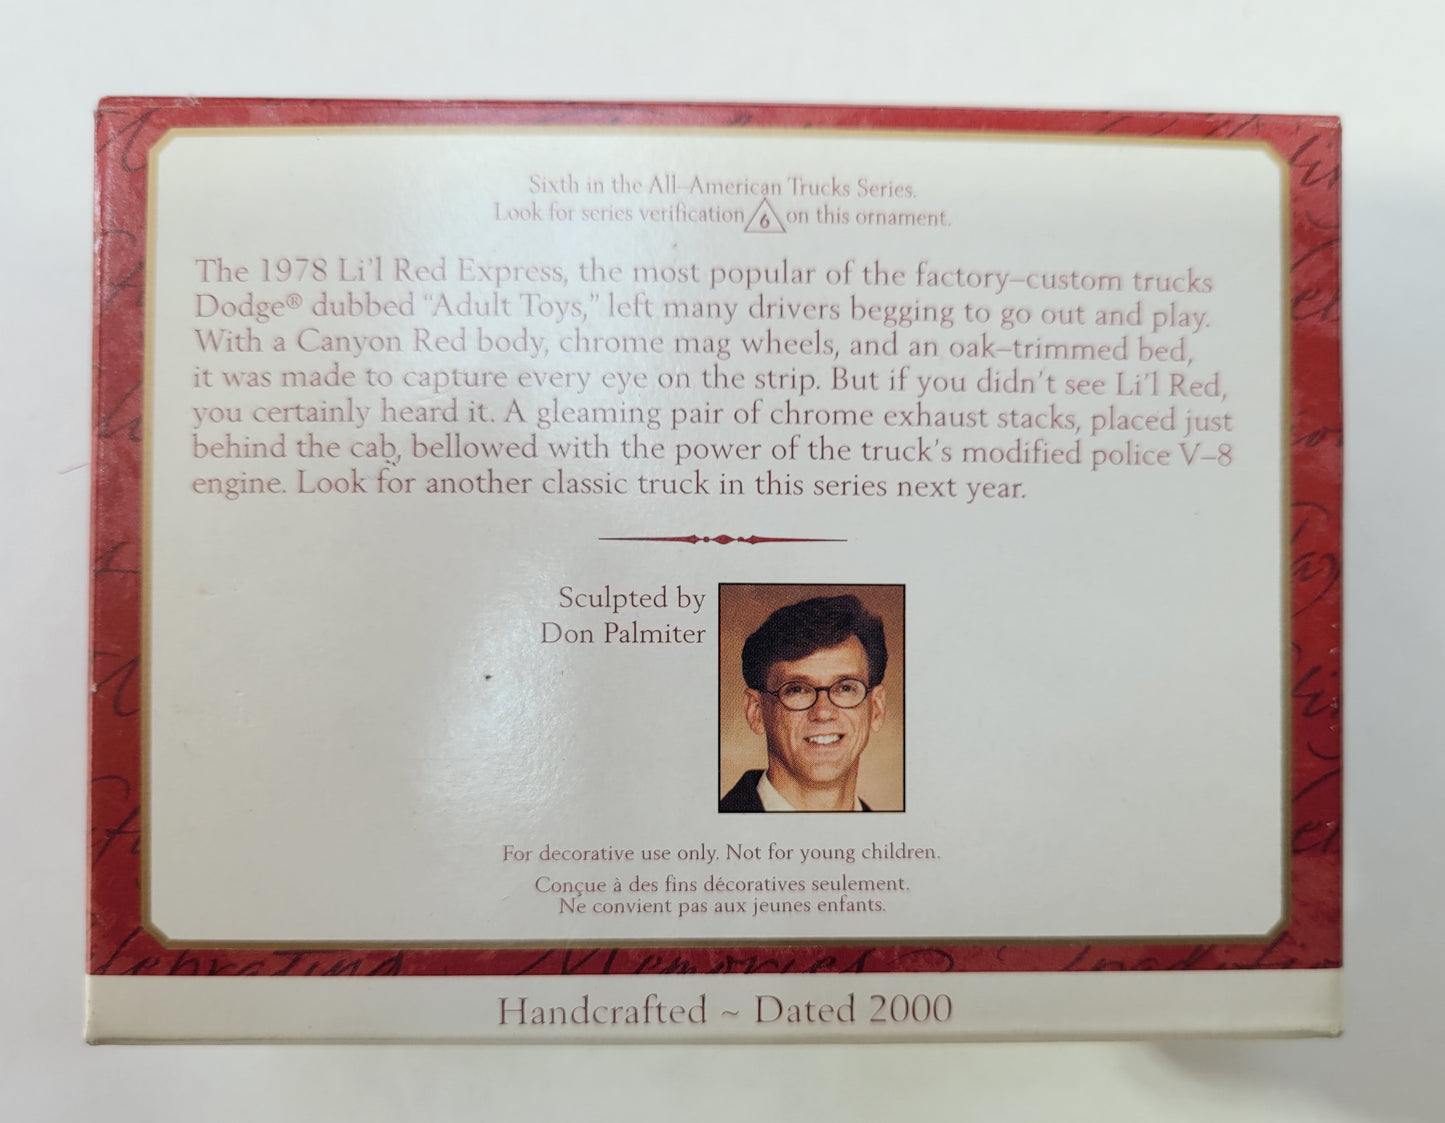 Sixth in the All–American Trucks Series.
Look for series verification 6 on this ornament.
The 1978 Li'l Red Express, the most popular of the factory–custom trucks
Dodge® dubbed “Adult Toys,” left many drivers begging to go out and play.
With a Canyon Red body, chrome mag wheels, and an oak–trimmed bed,
it was made to capture every eye on the strip. But if you didn't see Li'l Red,
you certainly heard it. A gleaming pair of chrome exhaust stacks, placed just
behind the cab, bellowed with the power of the truck's modified police V–8
engine. Look for another classic truck in this series next year.
Sculpted by
Don Palmiter
For decorative use only. Not for young children.
Conçue à des fins décoratives seulement.
Ne convient pas aux jeunes enfants.
Memories
Handcrafted ~ Dated 2000